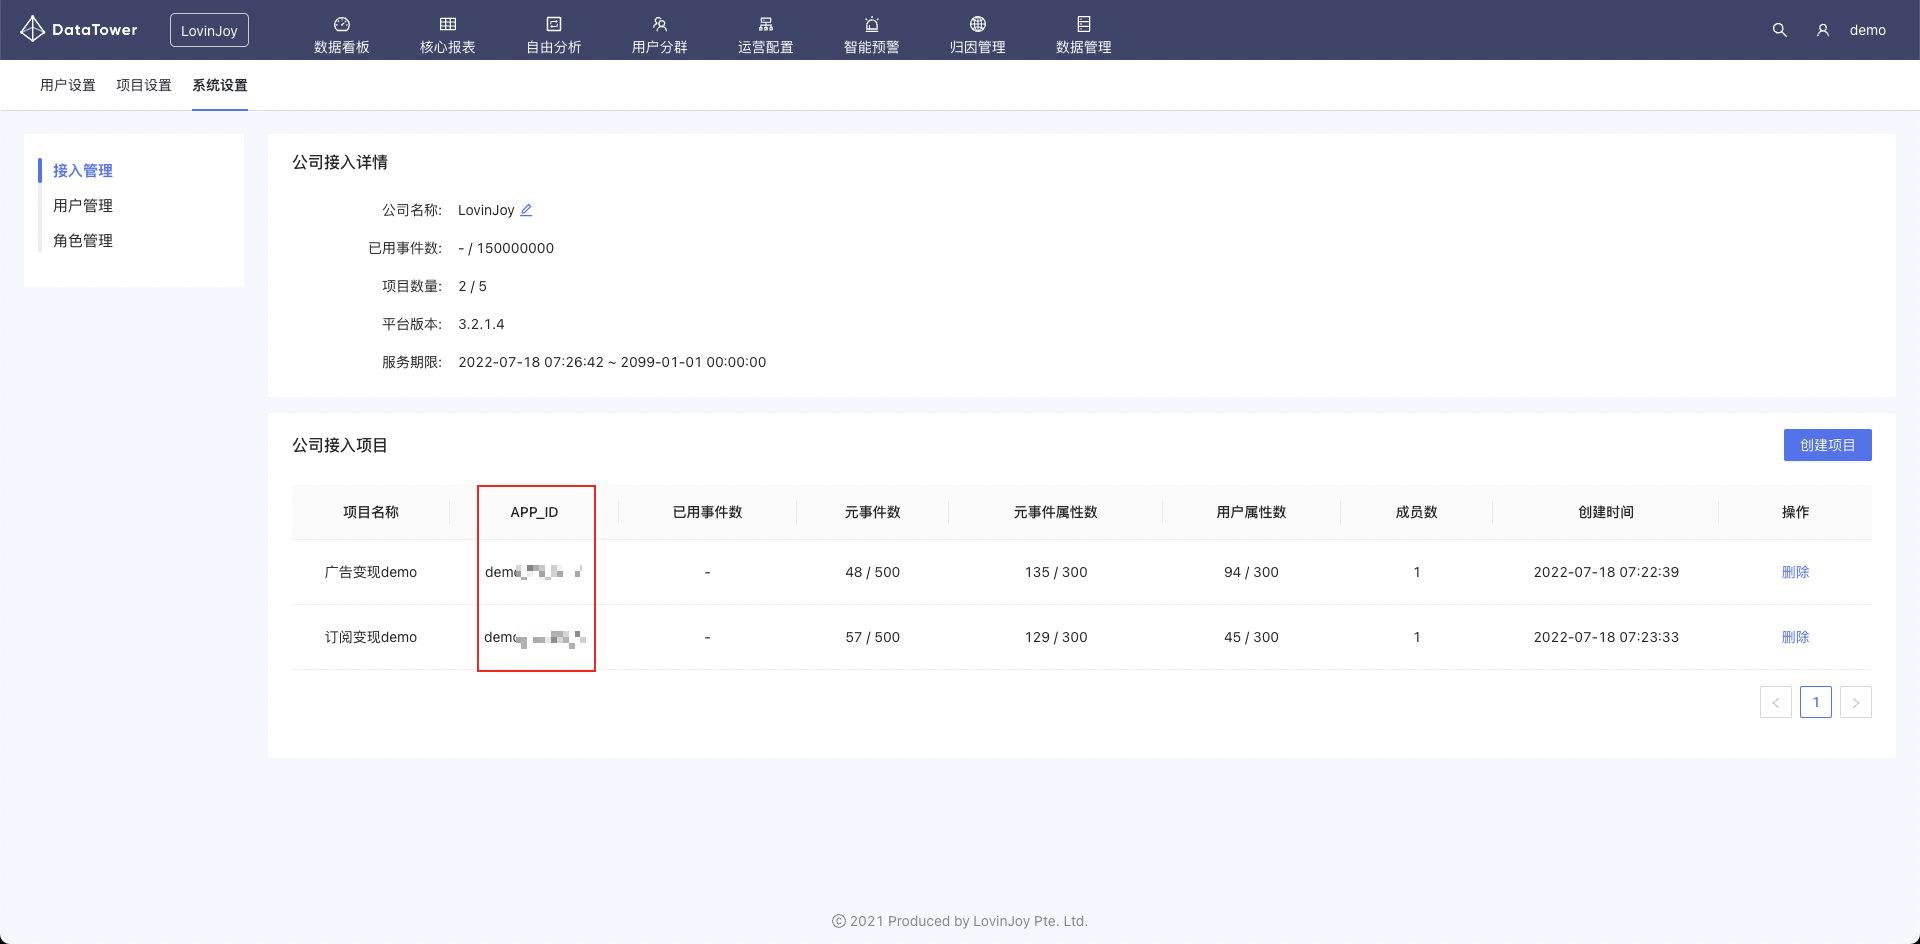 DataTower
LovinJoy
数据看板
核心报表
自由分析
用户分群
运营配置
智能预警
归因管理
数据管理
demo
用户设置
项目设置
系统设置
接入管理
用户管理
角色管理
公司接入详情
公司名称: LovinJoy
已用事件数: - / 150000000
项目数量: 2 / 5
平台版本: 3.2.1.4
服务期限: 2022-07-18 07:26:42 ~ 2099-01-01 00:00:00
公司接入项目
创建项目
项目名称 APP_ID 已用事件数 元事件数 元事件属性数 用户属性数 成员数 创建时间 操作
广告变现demo demo - 48 / 500 135 / 300 94 / 300 1 2022-07-18 07:22:39 删除
订阅变现demo demo - 57 / 500 129 / 300 45 / 300 1 2022-07-18 07:23:33 删除
< 1 >
© 2021 Produced by LovinJoy Pte. Ltd.